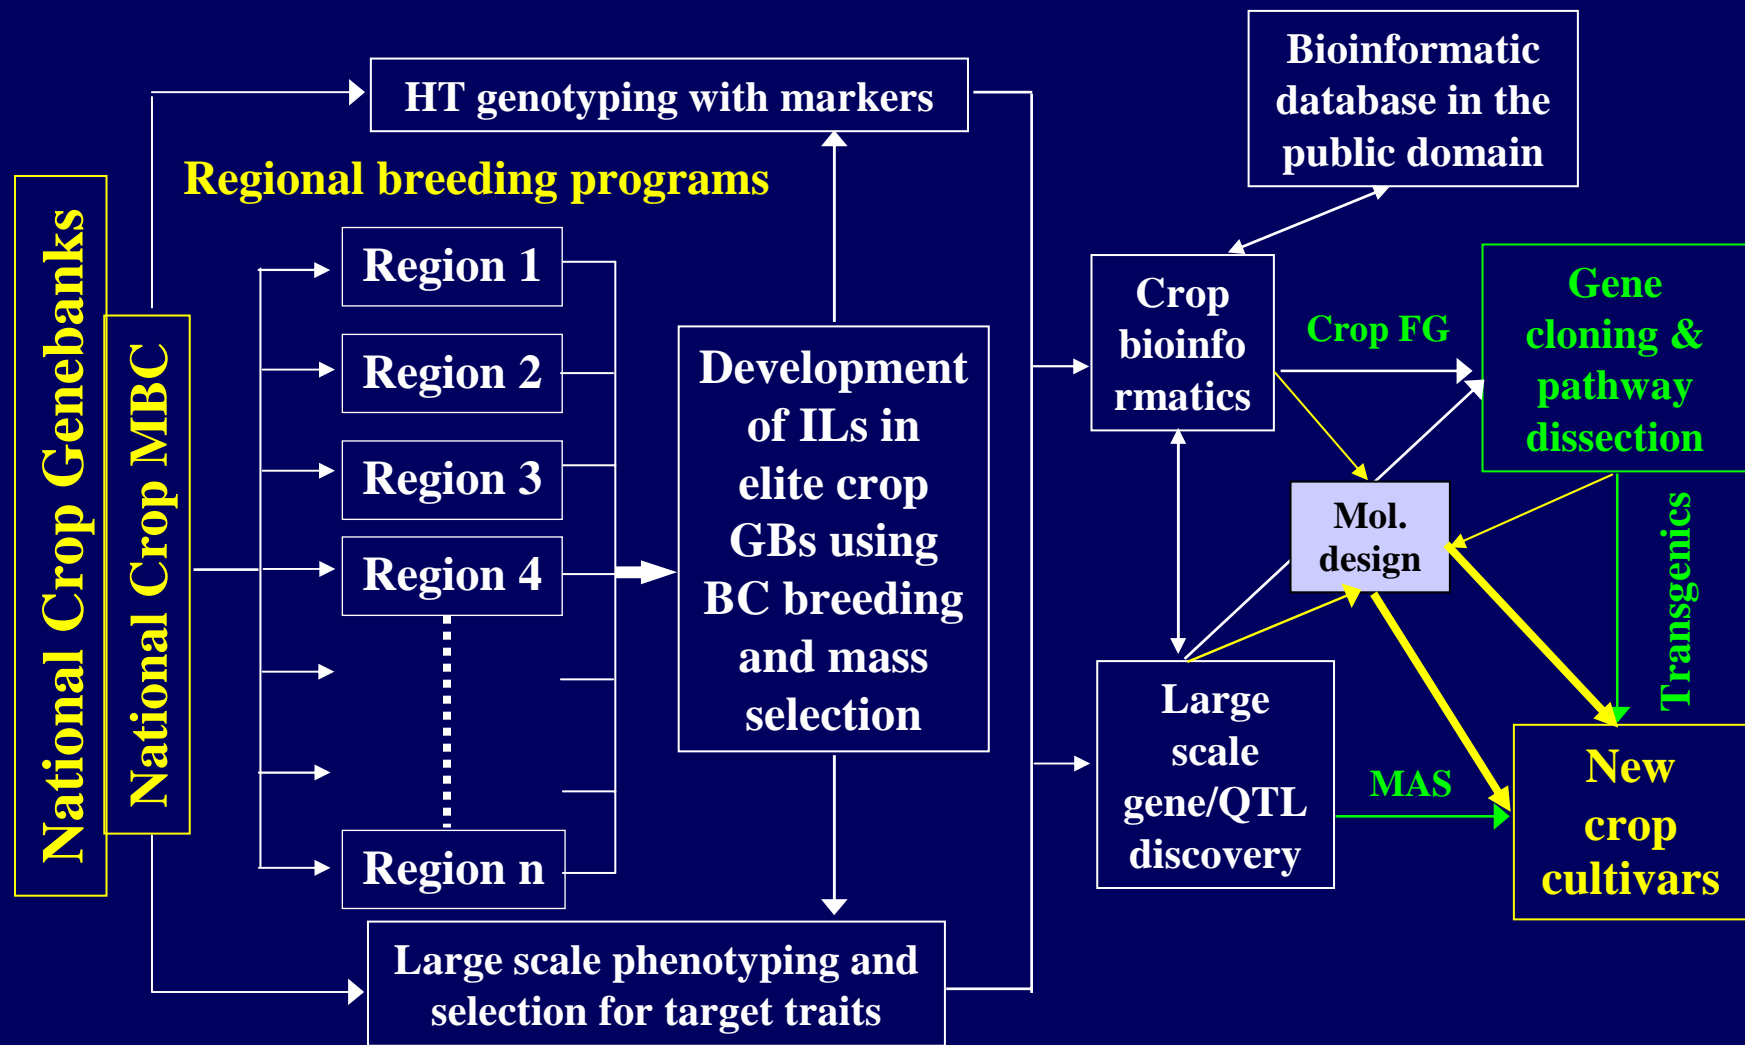 National Crop Genebanks
National Crop MBC
HT genotyping with markers
Regional breeding programs
Region 1
Region 2
Region 3
Region 4
Region n
Development
of ILs in
elite crop
GBs using
BC breeding
and mass
selection
Large scale phenotyping and
selection for target traits
Bioinformatic
database in the
public domain
Crop
bioinfo
rmatics
Crop FG
Gene
cloning &
pathway
dissection
Mol.
design
Transgenics
Large
scale
gene/QTL
discovery
MAS
New
crop
cultivars